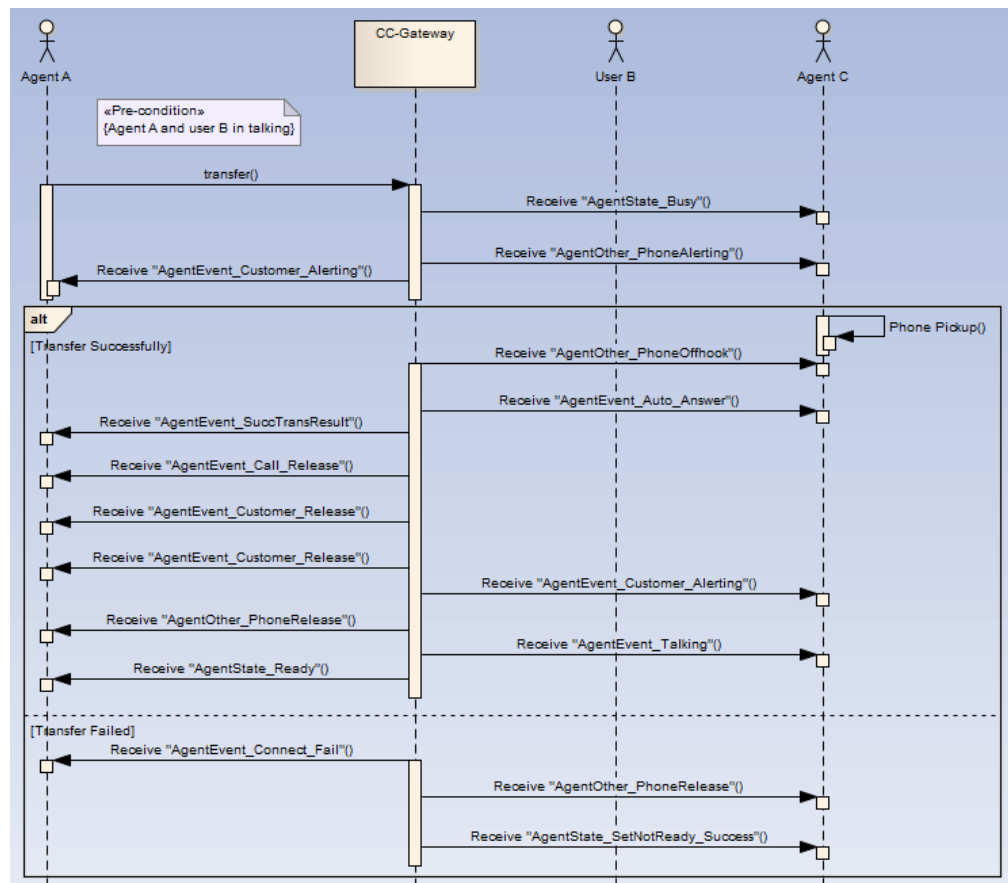 CC-Gateway
Agent A
User B
Agent C
«Pre-condition»
{Agent A and user B in talking}
transfer()
Receive "AgentState_Busy"()
Receive "AgentOther_PhoneAlerting"()
Receive "AgentEvent_Customer_Alerting"()
alt
Phone Pickup()
[Transfer Successfully]
Receive "AgentOther_PhoneOffhook"()
Receive "AgentEvent_Auto_Answer"()
Receive "AgentEvent_SuccTransResult"()
Receive "AgentEvent_Call_Release"()
Receive "AgentEvent_Customer_Release"()
Receive "AgentEvent_Customer_Release"()
Receive "AgentEvent_Customer_Alerting"()
Receive "AgentOther_PhoneRelease"()
Receive "AgentEvent_Talking"()
Receive "AgentState_Ready"()
[Transfer Failed]
Receive "AgentEvent_Connect_Fail"()
Receive "AgentOther_PhoneRelease"()
Receive "AgentState_SetNotReady_Success"()